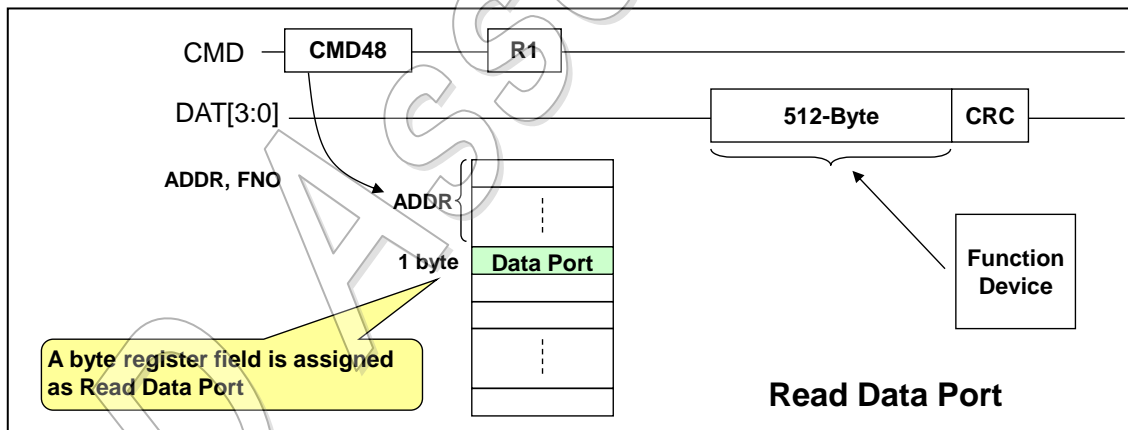 CMD
CMD48
R1
DAT[3:0]
512-Byte
CRC
ADDR, FNO
ADDR
1 byte
Data Port
Function
Device
A byte register field is assigned
as Read Data Port
Read Data Port
D Asso